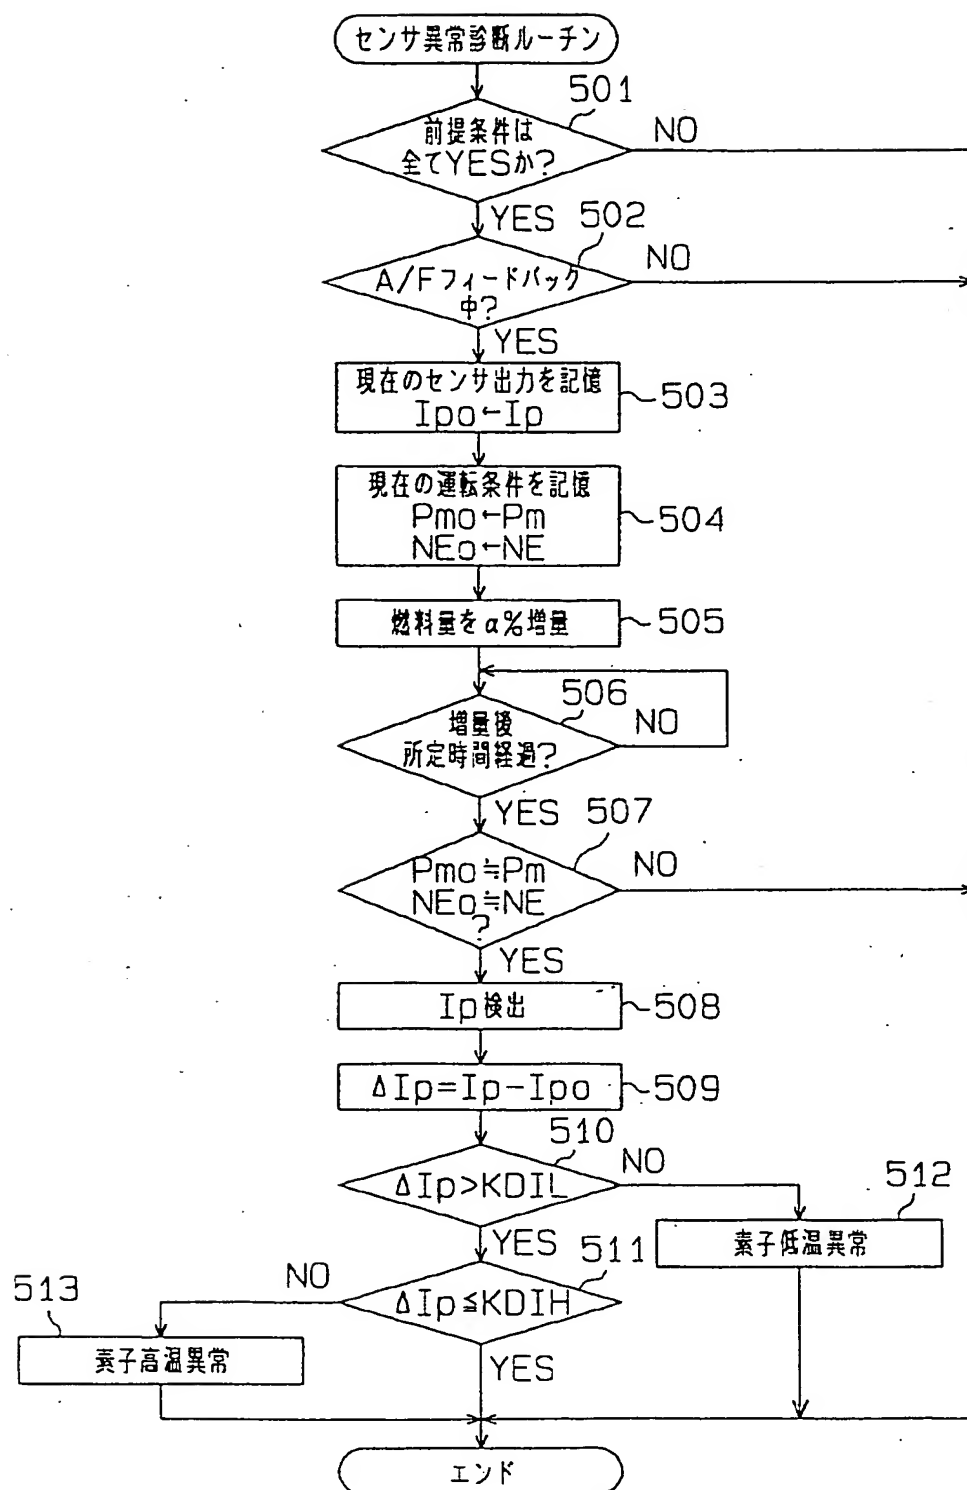 センサ異常診断ルーチン
501
前提条件は
全てYESか?
NO
YES
502
A/Fフィードバック
中?
NO
YES
現在のセンサ出力を記憶
Ipo←Ip
503
現在の運転条件を記憶
Pmo←Pm
NEo←NE
504
燃料量をα%増量
505
506
増量後
所定時間経過?
NO
YES
507
Pmo≒Pm
NEo≒NE
?
NO
YES
Ip検出
508
ΔIp=Ip-Ipo
509
510
ΔIp>KDIL
NO
512
素子低温異常
YES
511
ΔIp≦KDIH
NO
513
素子高温異常
YES
エンド